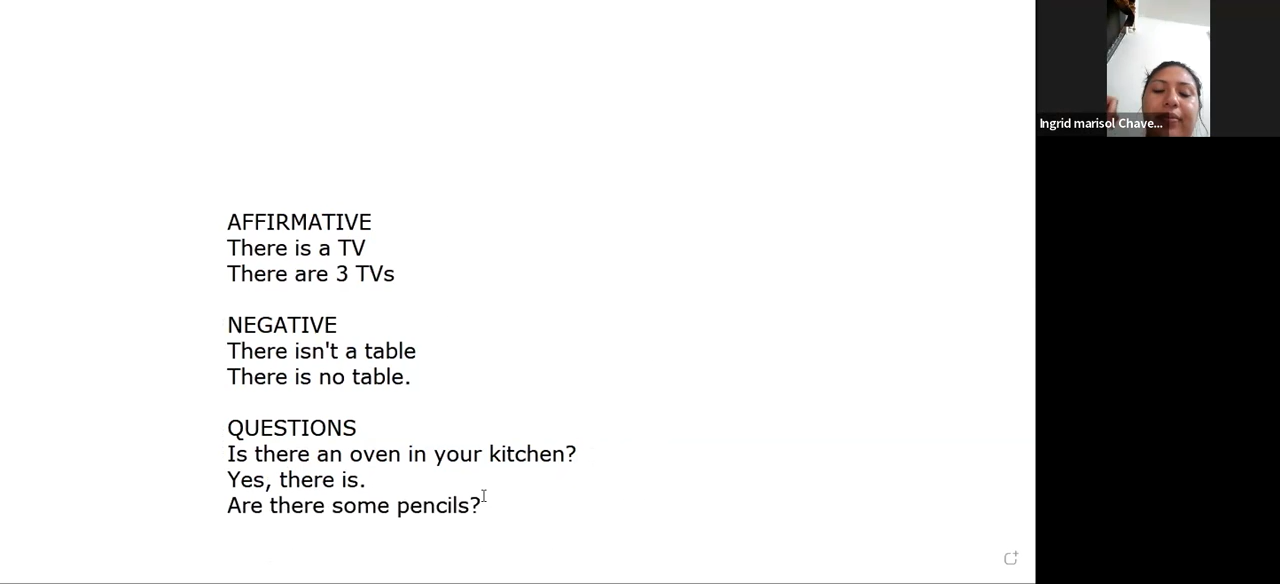 AFFIRMATIVE
There is a TV
There are 3 TVs
NEGATIVE
There isn't a table
There is no table.
QUESTIONS
Is there an oven in your kitchen?
Yes, there is.
Are there some pencils?
Ingrid marisol Chave...